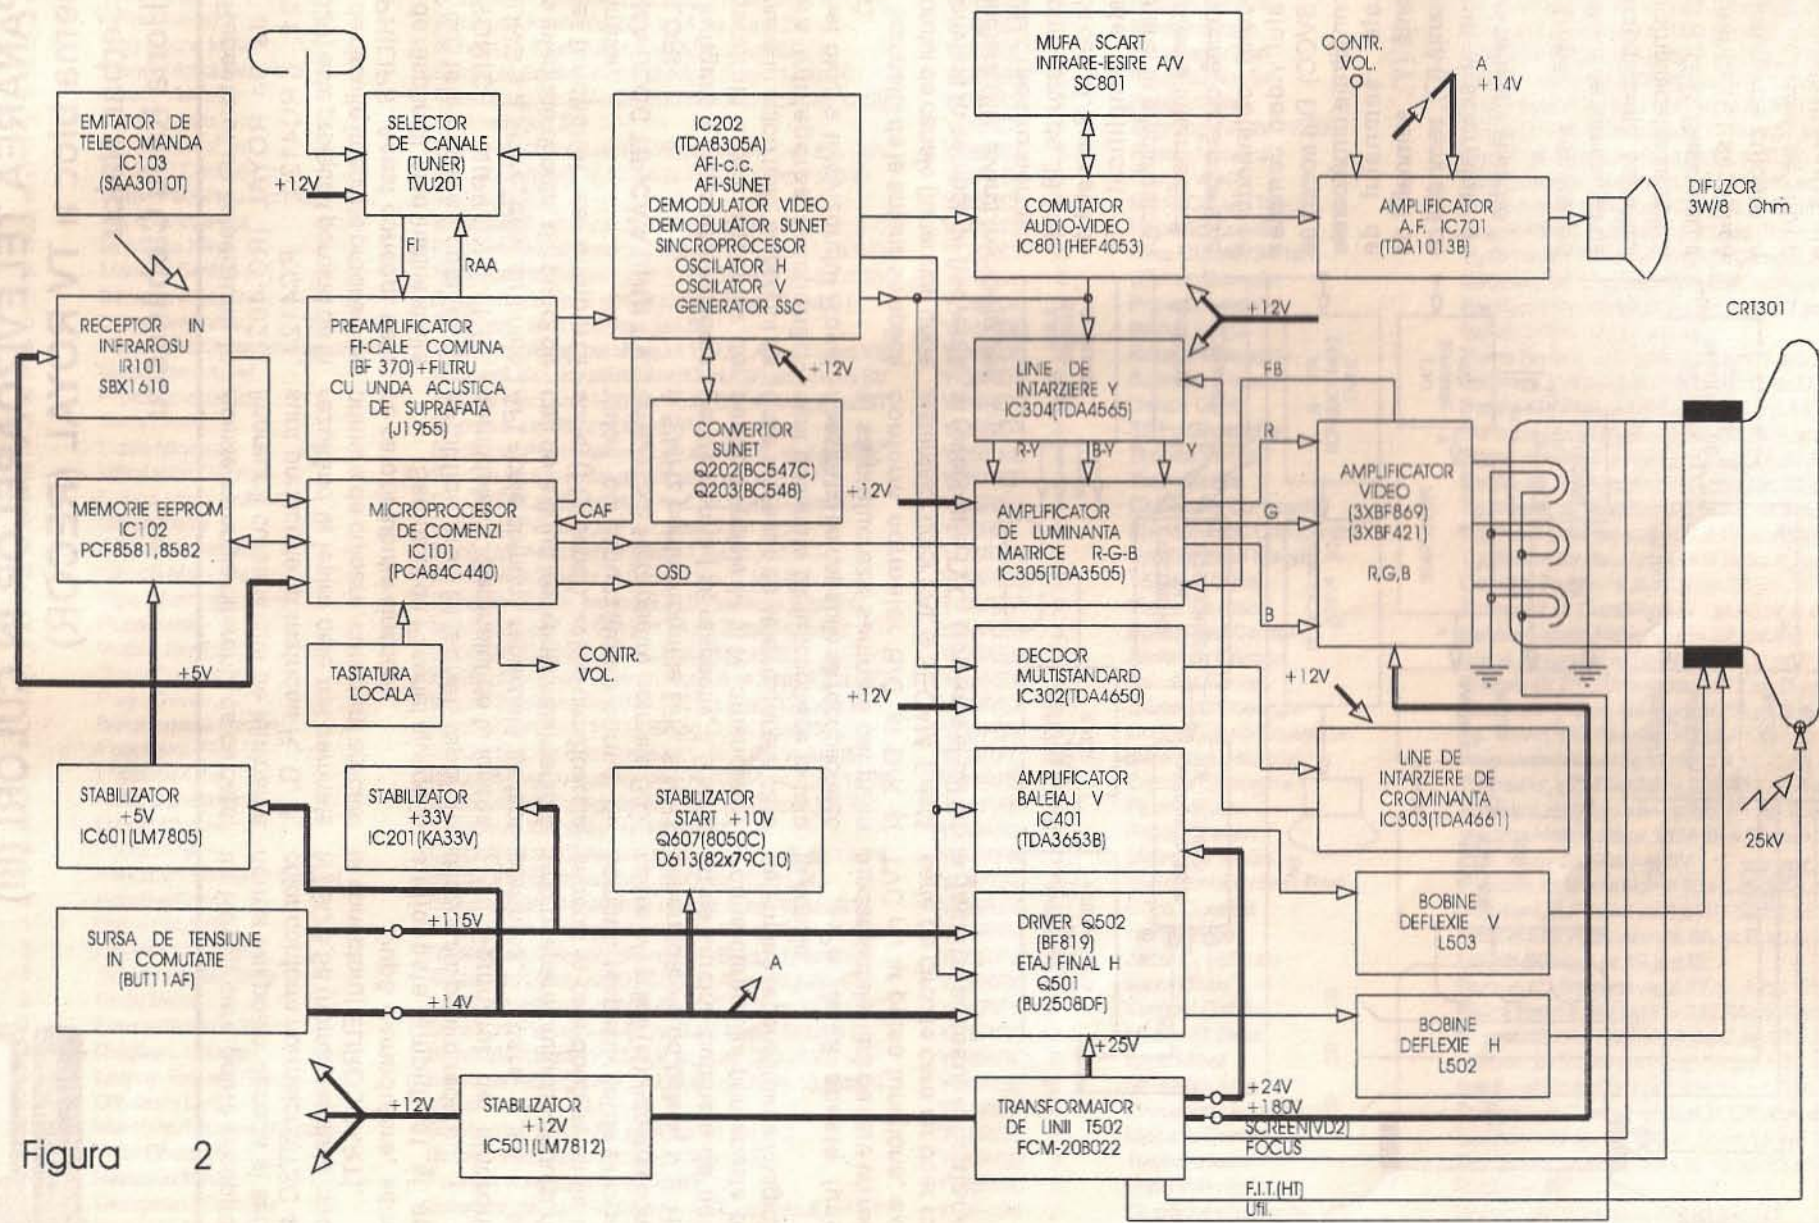 MUFA SCART
INTRARE-IESIRE A/V
SC801
CONTR.
VOL.
A
+14V
EMITATOR DE
TELECOMANDA
IC103
(SAA3010T)
+12V
SELECTOR
DE CANALE
(TUNER)
TVU201
FI
RAA
IC202
(TDA8305A)
AFI-c.c.
AFI-SUNET
DEMODULATOR VIDEO
DEMODULATOR SUNET
SINCROPROCESOR
OSCILATOR H
OSCILATOR V
GENERATOR SSC
COMUTATOR
AUDIO-VIDEO
IC801(HEF4053)
AMPLIFICATOR
A.F. IC701
(TDA1013B)
DIFUZOR
3W/8 Ohm
CRT301
RECEPTOR IN
INFRAROSU
IR101
SBX1610
PREAMPLIFICATOR
FI-CALE COMUNA
(BF 370)+FILTRU
CU UNDA ACUSTICA
DE SUPRAFATA
(J1955)
+12V
+12V
LINIE DE
INTARZIERE Y
IC304(TDA4565)
FB
R-Y
B-Y
Y
R
CONVERTOR
SUNET
Q202(BC547C)
Q203(BC548)
+12V
MEMORIE EEPROM
IC102
PCF8581,8582
MICROPROCESOR
DE COMENZI
IC101
(PCA84C440)
CAF
OSD
AMPLIFICATOR
DE LUMINANTA
MATRICE R-G-B
IC305(TDA3505)
G
B
AMPLIFICATOR
VIDEO
(3XBF869)
(3XBF421)
R,G,B
+5V
TASTATURA
LOCALA
CONTR.
VOL.
DECDOR
MULTISTANDARD
IC302(TDA4650)
+12V
+12V
LINE DE
INTARZIERE DE
CROMINANTA
IC303(TDA4661)
25kV
STABILIZATOR
+5V
IC601(LM7805)
STABILIZATOR
+33V
IC201(KA33V)
STABILIZATOR
START +10V
Q607(8050C)
D613(82x79C10)
AMPLIFICATOR
BALEIAJ V
IC401
(TDA3653B)
SURSA DE TENSIUNE
IN COMUTATIE
(BUT11AF)
+115V
+14V
A
DRIVER Q502
(BF819)
ETAJ FINAL H
Q501
(BU2508DF)
BOBINE
DEFLEXIE V
L503
BOBINE
DEFLEXIE H
L502
+25V
+12V
STABILIZATOR
+12V
IC501(LM7812)
TRANSFORMATOR
DE LINII T502
FCM-20B022
+24V
+180V
SCREEN(VD2)
FOCUS
F.I.T.(HT)
Ufil.
Figura 2